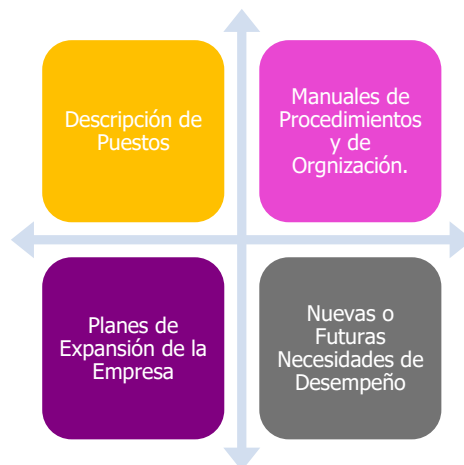 Descripción de
Puestos
Manuales de
Procedimientos
y de
Orgnización.
Planes de
Expansión de la
Empresa
Nuevas o
Futuras
Necesidades de
Desempeño